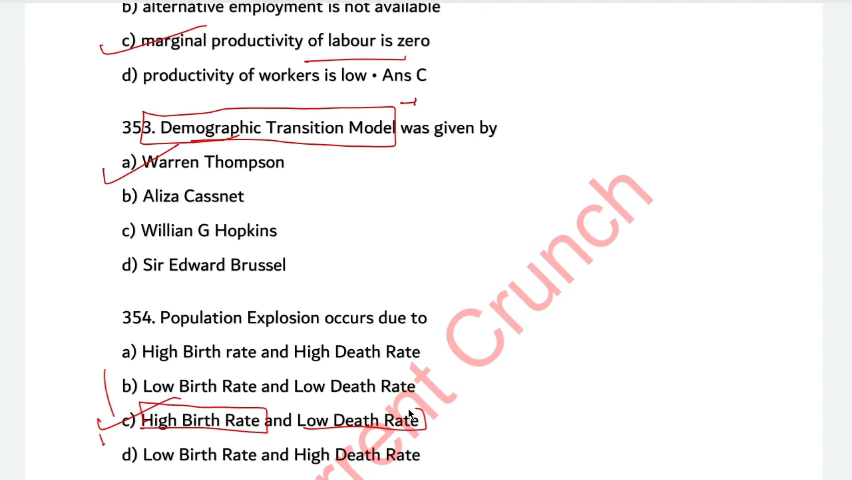 b) alternative employment is not available
c) marginal productivity of labour is zero
d) productivity of workers is low • Ans C
353. Demographic Transition Model was given by
a) Warren Thompson
b) Aliza Cassnet
c) Willian G Hopkins
d) Sir Edward Brussel
354. Population Explosion occurs due to
a) High Birth rate and High Death Rate
b) Low Birth Rate and Low Death Rate
c) High Birth Rate and Low Death Rate
d) Low Birth Rate and High Death Rate
rrent Crunch